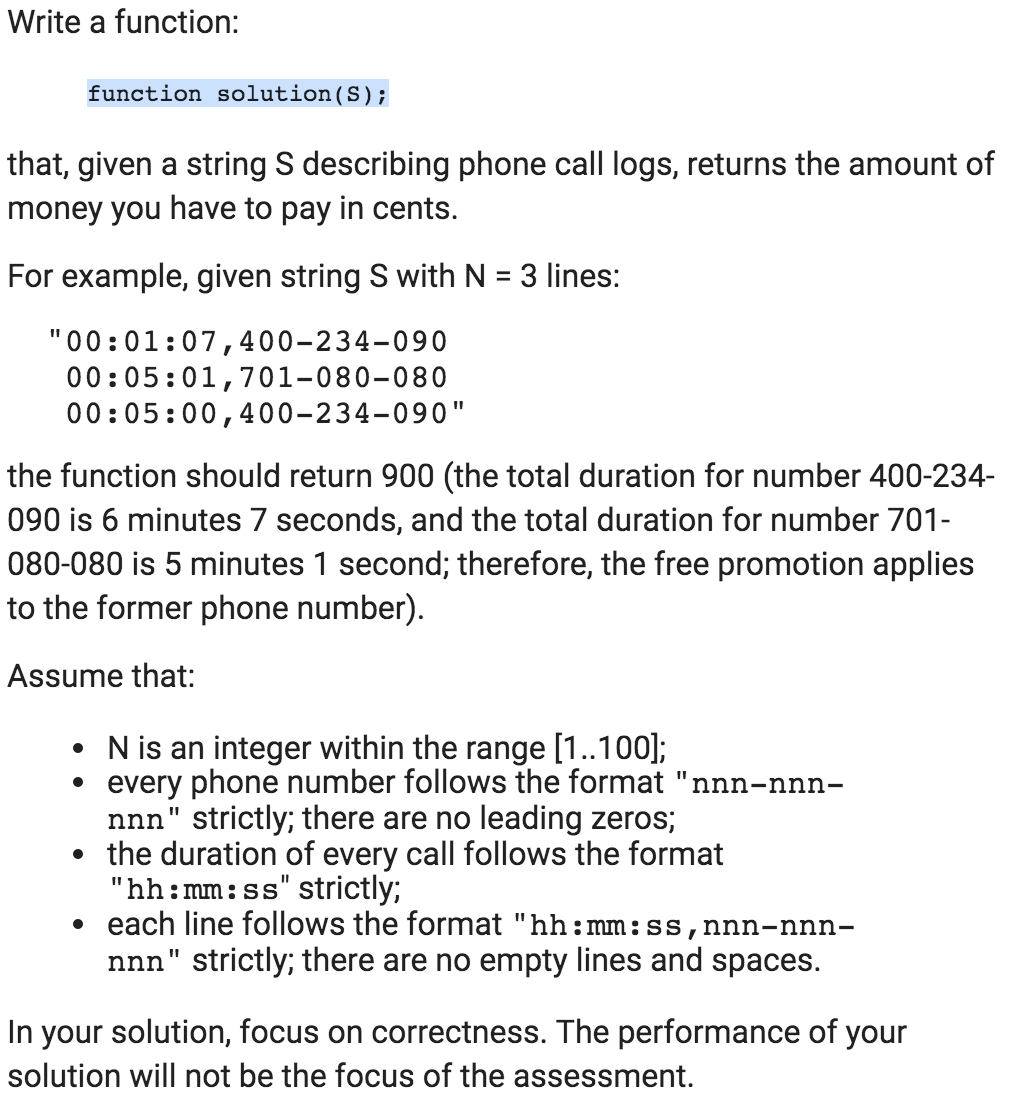 Write a function:
function solution(S);
that, given a string S describing phone call logs, returns the amount of
money you have to pay in cents.
For example, given string S with N = 3 lines:
"00:01:07,400-234-090
00:05:01,701-080-080
00:05:00,400-234-090"
the function should return 900 (the total duration for number 400-234-
090 is 6 minutes 7 seconds, and the total duration for number 701-
080-080 is 5 minutes 1 second; therefore, the free promotion applies
to the former phone number).
Assume that:
• N is an integer within the range [1..100];
• every phone number follows the format "nnn-nnn-
nnn" strictly; there are no leading zeros;
• the duration of every call follows the format
"hh:mm:ss" strictly;
• each line follows the format "hh:mm:ss,nnn-nnn-
nnn" strictly; there are no empty lines and spaces.
In your solution, focus on correctness. The performance of your
solution will not be the focus of the assessment.